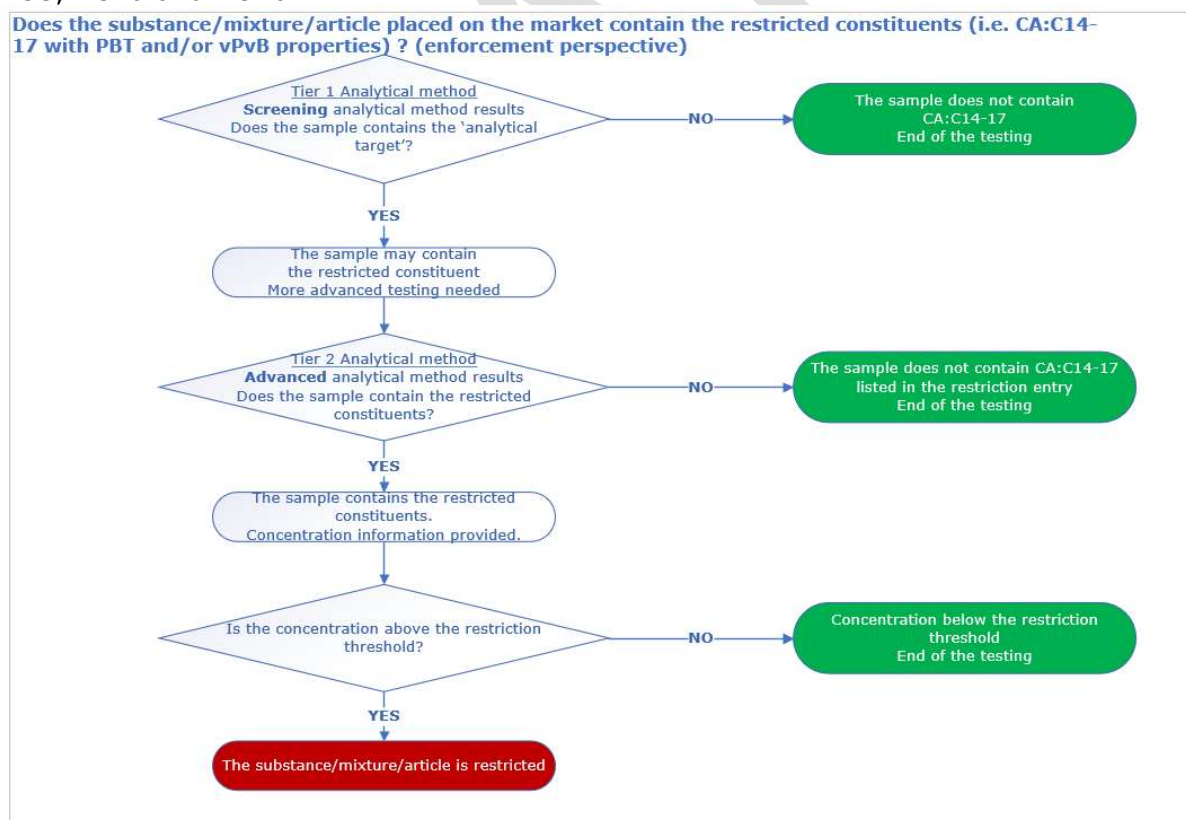 Does the substance/mixture/article placed on the market contain the restricted constituents (i.e. CA:C14-
17 with PBT and/or vPvB properties) ? (enforcement perspective)
Tier 1 Analytical method
Screening analytical method results
Does the sample contains the ‘analytical
target’?
NO
The sample does not contain
CA:C14-17
End of the testing
YES
The sample may contain
the restricted constituent
More advanced testing needed
Tier 2 Analytical method
Advanced analytical method results
Does the sample contain the restricted
constituents?
NO
The sample does not contain CA:C14-17
listed in the restriction entry
End of the testing
YES
The sample contains the restricted
constituents.
Concentration information provided.
Is the concentration above the restriction
threshold?
NO
Concentration below the restriction
threshold
End of the testing
YES
The substance/mixture/article is restricted